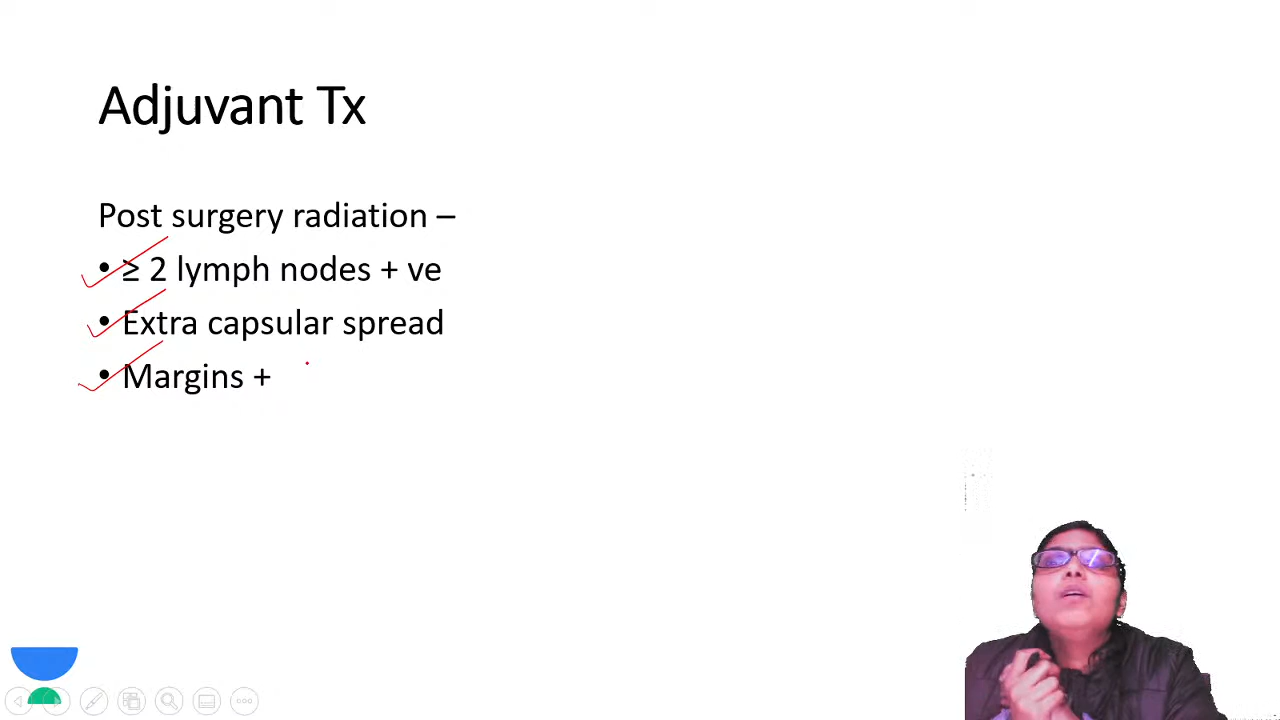 Adjuvant Tx
Post surgery radiation –
• ≥ 2 lymph nodes + ve
• Extra capsular spread
• Margins +